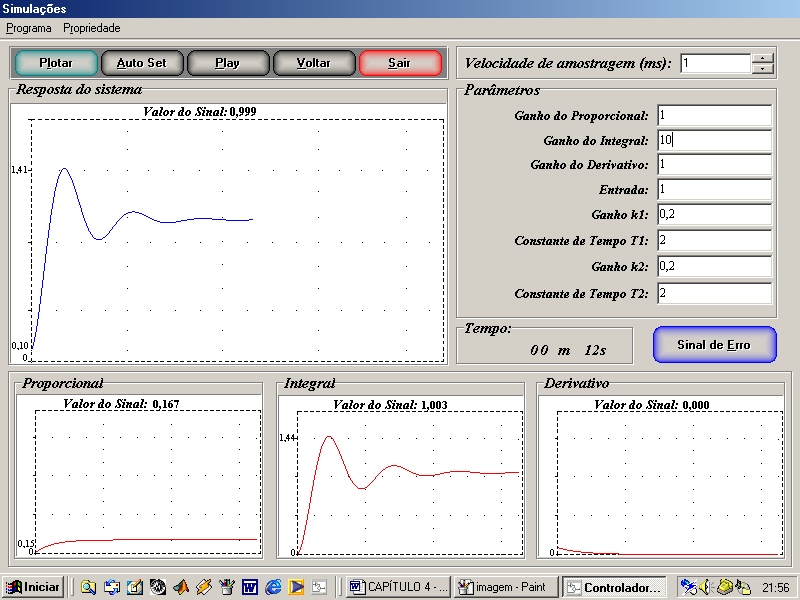 Simulações
Programa Propriedade
Plotar Auto Set Play Voltar Sair
Velocidade de amostragem (ms): 1
Resposta do sistema
Valor do Sinal: 0,999
1,41
0,10
0
Parâmetros
Ganho do Proporcional: 1
Ganho do Integral: 10
Ganho do Derivativo: 1
Entrada: 1
Ganho k1: 0,2
Constante de Tempo T1: 2
Ganho k2: 0,2
Constante de Tempo T2: 2
Tempo:
00 m 12s
Sinal de Erro
Proporcional
Valor do Sinal: 0,167
0,15
0
Integral
Valor do Sinal: 1,003
1,44
0
Derivativo
Valor do Sinal: 0,000
0
Iniciar CAPÍTULO 4 - ... imagem - Paint Controlador... 21:56